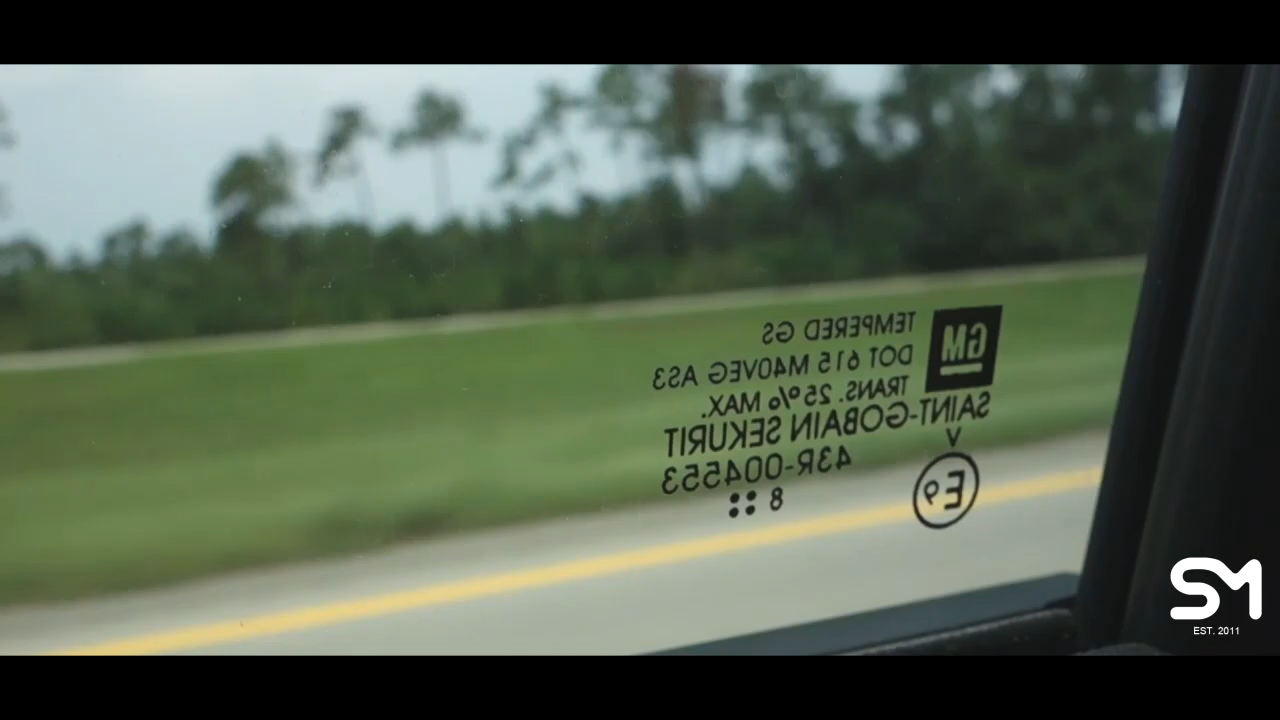 GM
TEMPERED GS
DOT 615 M40VEG AS3
TRANS. 25% MAX.
SAINT-GOBAIN SEKURIT
V
43R-004553
E9
8
SM
EST. 2011